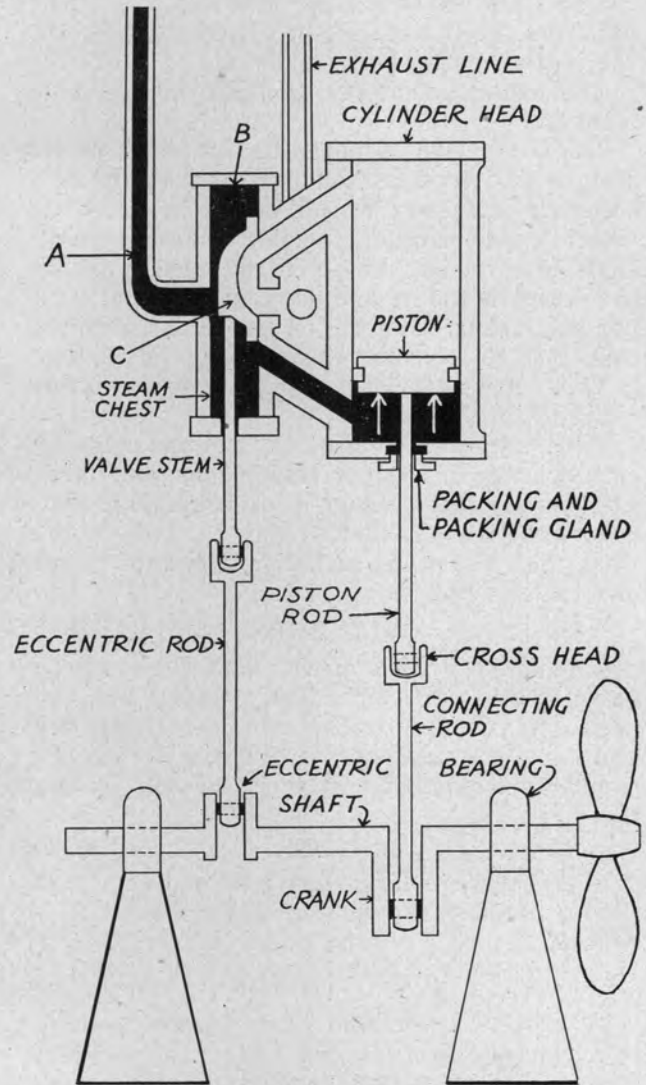 EXHAUST LINE
CYLINDER HEAD
B
A
C
PISTON
STEAM
CHEST
VALVE STEM
PACKING AND
PACKING GLAND
PISTON
ROD
ECCENTRIC ROD
CROSS HEAD
CONNECTING
ROD
ECCENTRIC
BEARING
SHAFT
CRANK